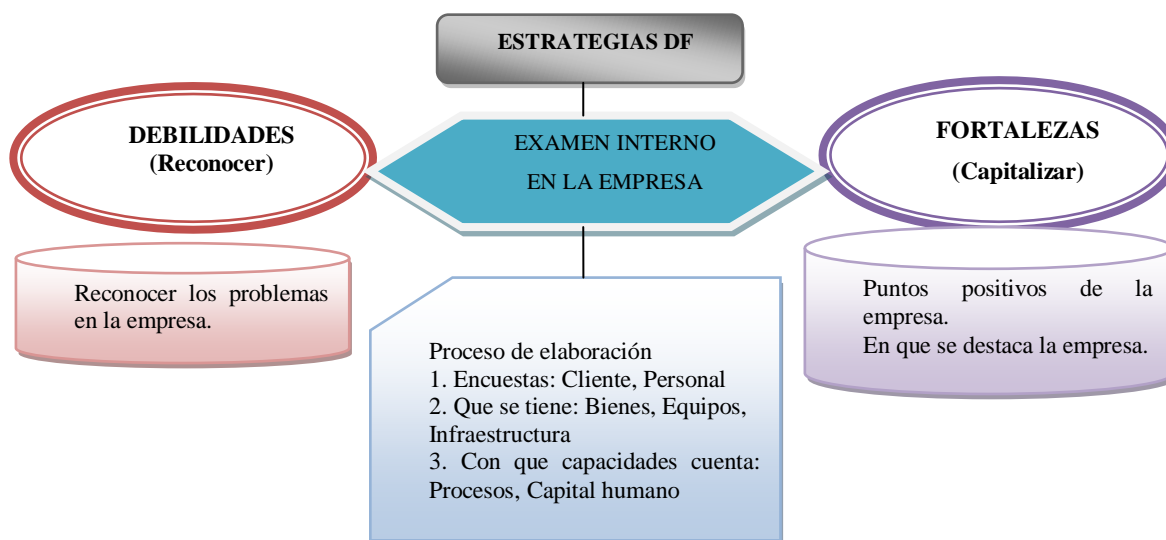 ESTRATEGIAS DF
DEBILIDADES
(Reconocer)
EXAMEN INTERNO
EN LA EMPRESA
FORTALEZAS
(Capitalizar)
Reconocer los problemas
en la empresa.
Proceso de elaboración
1. Encuestas: Cliente, Personal
2. Que se tiene: Bienes, Equipos,
Infraestructura
3. Con que capacidades cuenta:
Procesos, Capital humano
Puntos positivos de la
empresa.
En que se destaca la empresa.